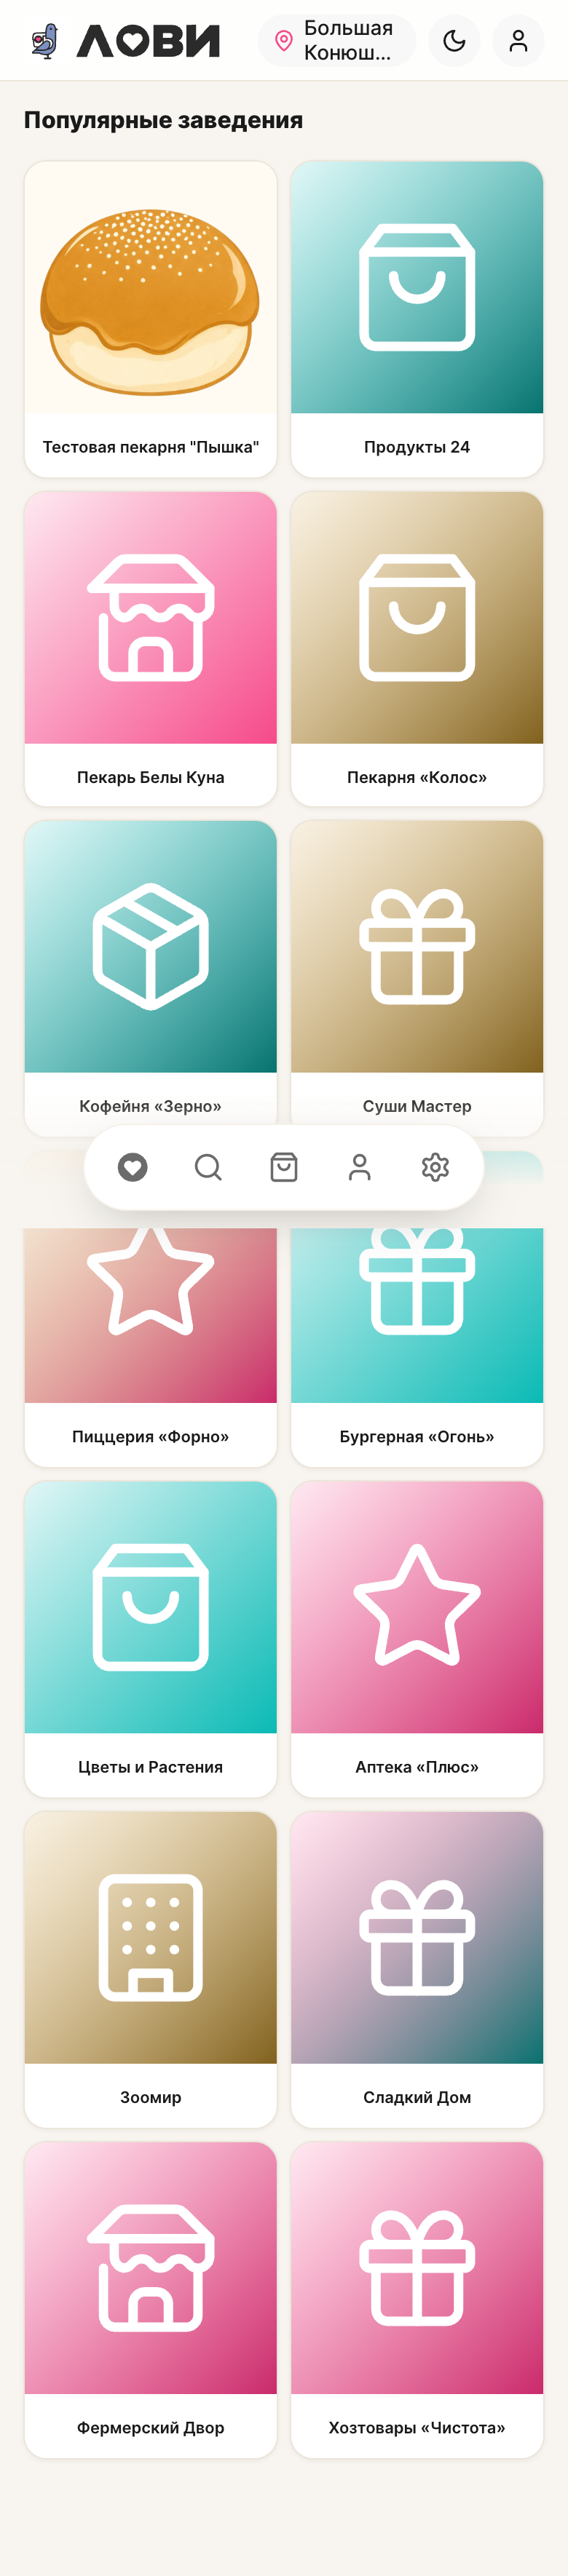 ЛОВИ
Большая
Конюш...
Популярные заведения
Тестовая пекарня "Пышка"
Продукты 24
Пекарь Белы Куна
Пекарня «Колос»
Кофейня «Зерно»
Суши Мастер
Пиццерия «Форно»
Бургерная «Огонь»
Цветы и Растения
Аптека «Плюс»
Зоомир
Сладкий Дом
Фермерский Двор
Хозтовары «Чистота»